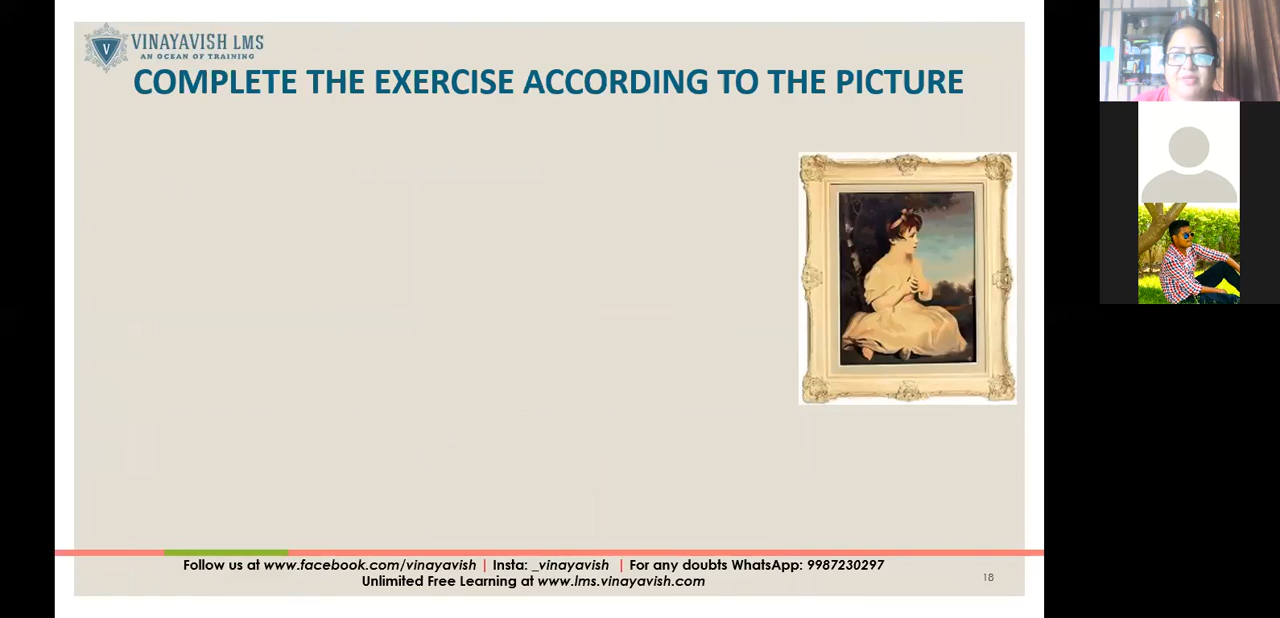 VINAYAVISH LMS
AN OCEAN OF TRAINING
COMPLETE THE EXERCISE ACCORDING TO THE PICTURE
Follow us at www.facebook.com/vinayavish | Insta: _vinayavish | For any doubts WhatsApp: 9987230297
Unlimited Free Learning at www.lms.vinayavish.com
18